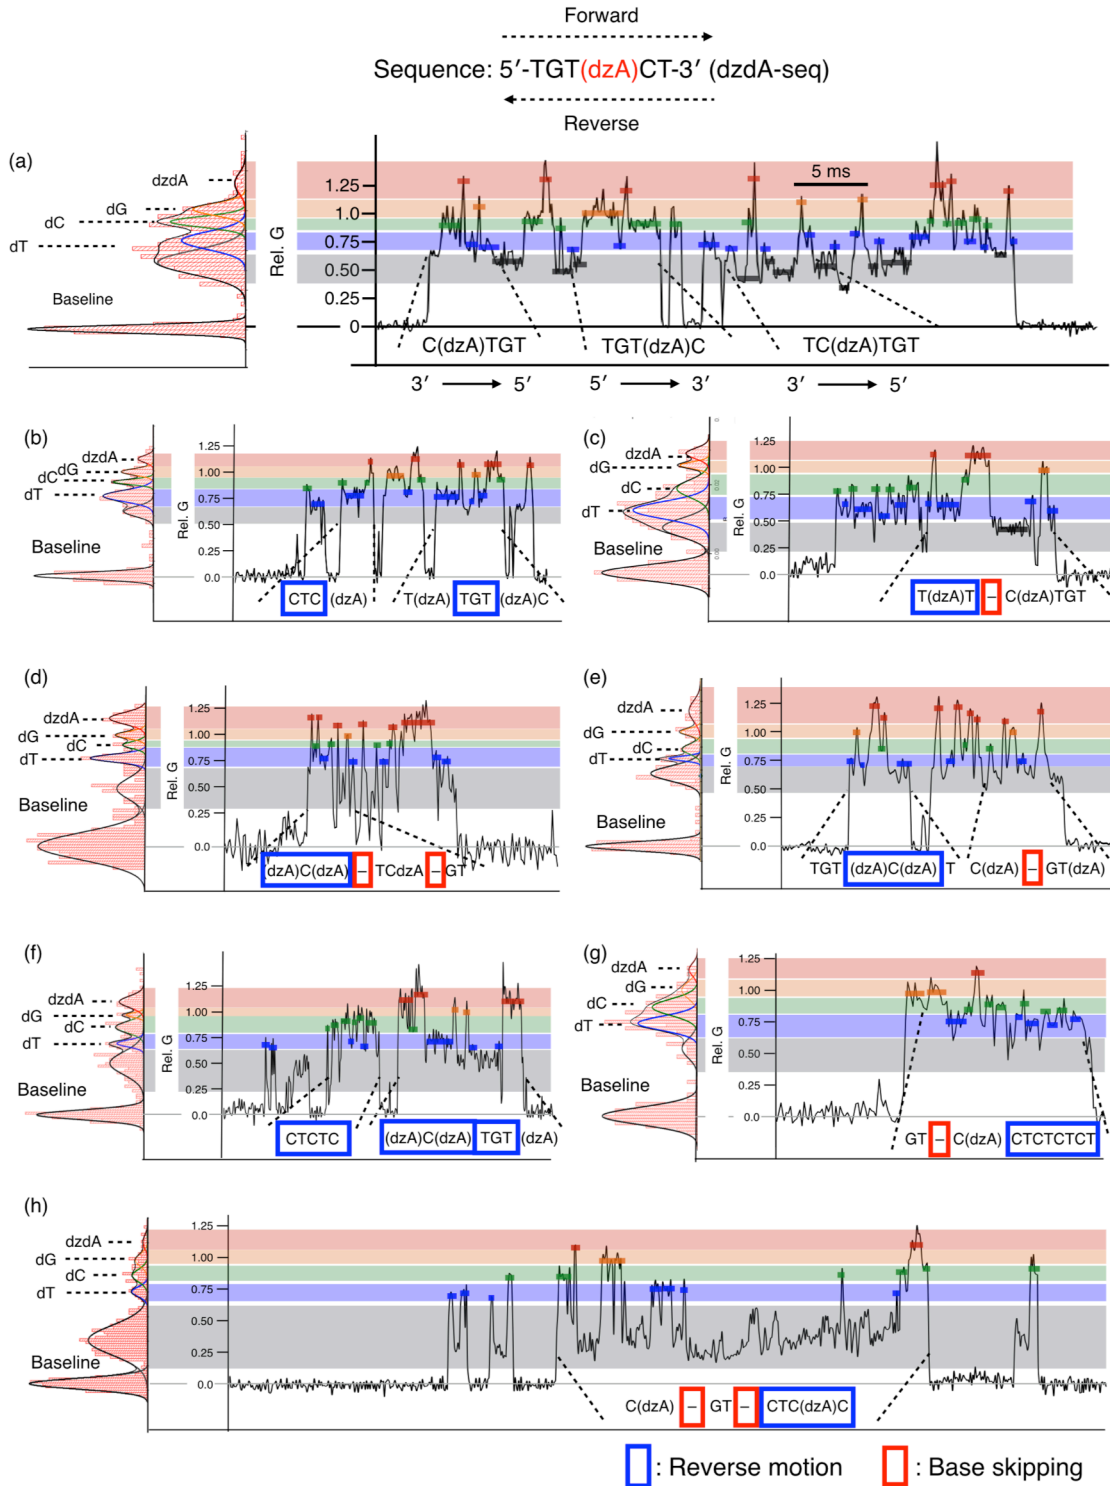 Forward
Sequence: 5′-TGT(dzA)CT-3′ (dzdA-seq)
Reverse
(a)
dzdA
dG
dC
dT
Baseline
Rel. G
1.25
1.0
0.75
0.50
0.25
0
5 ms
C(dzA)TGT
TGT(dzA)C
TC(dzA)TGT
3′ 5′
5′ 3′
3′ 5′
(b)
dzdA
dG
dC
dT
Baseline
Rel. G
1.25
1.00
0.75
0.50
0.25
0.0
CTC (dzA)
T(dzA) TGT (dzA)C
(c)
dzdA
dG
dC
dT
Baseline
Rel. G
1.25
1.00
0.75
0.50
0.25
0.0
T(dzA)T – C(dzA)TGT
(d)
dzdA
dG
dC
dT
Baseline
Rel. G
1.25
1.00
0.75
0.50
0.25
0.0
(dzA)C(dzA) – TCdzA – GT
(e)
dzdA
dG
dC
dT
Baseline
Rel. G
1.25
1.00
0.75
0.50
0.25
0.0
TGT (dzA)C(dzA) T
C(dzA) – GT(dzA)
(f)
dzdA
dG
dC
dT
Baseline
Rel. G
1.25
1.00
0.75
0.50
0.25
0.0
CTCTC
(dzA)C(dzA) TGT (dzA)
(g)
dzdA
dG
dC
dT
Baseline
Rel. G
1.25
1.00
0.75
0.50
0.25
0.0
GT – C(dzA) CTCTCTCT
(h)
dzdA
dG
dC
dT
Baseline
Rel. G
1.25
1.00
0.75
0.50
0.25
0.0
C(dzA) – GT – CTC(dzA)C
: Reverse motion
: Base skipping